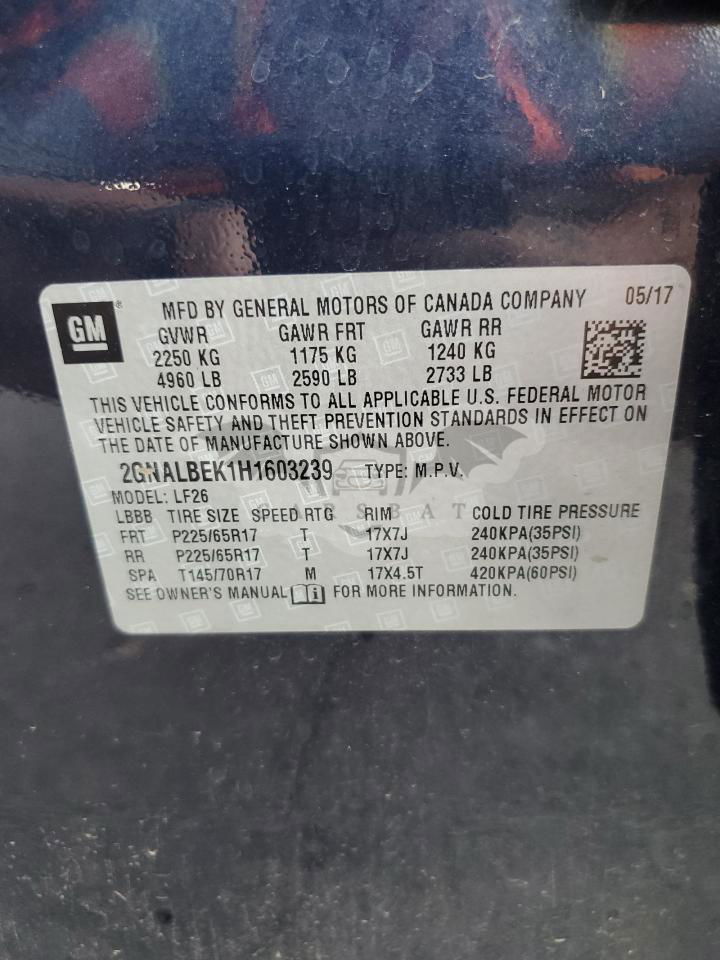 GM ® MFD BY GENERAL MOTORS OF CANADA COMPANY 05/17
GVWR GAWR FRT GAWR RR
2250 KG 1175 KG 1240 KG
4960 LB 2590 LB 2733 LB
THIS VEHICLE CONFORMS TO ALL APPLICABLE U.S. FEDERAL MOTOR
VEHICLE SAFETY AND THEFT PREVENTION STANDARDS IN EFFECT ON
THE DATE OF MANUFACTURE SHOWN ABOVE.
2GNALBEK1H1603239 TYPE: M.P.V.
MODEL: LF26
LBBB TIRE SIZE SPEED RTG RIM COLD TIRE PRESSURE
FRT P225/65R17 T 17X7J 240KPA(35PSI)
RR P225/65R17 T 17X7J 240KPA(35PSI)
SPA T145/70R17 M 17X4.5T 420KPA(60PSI)
SEE OWNER'S MANUAL i FOR MORE INFORMATION.